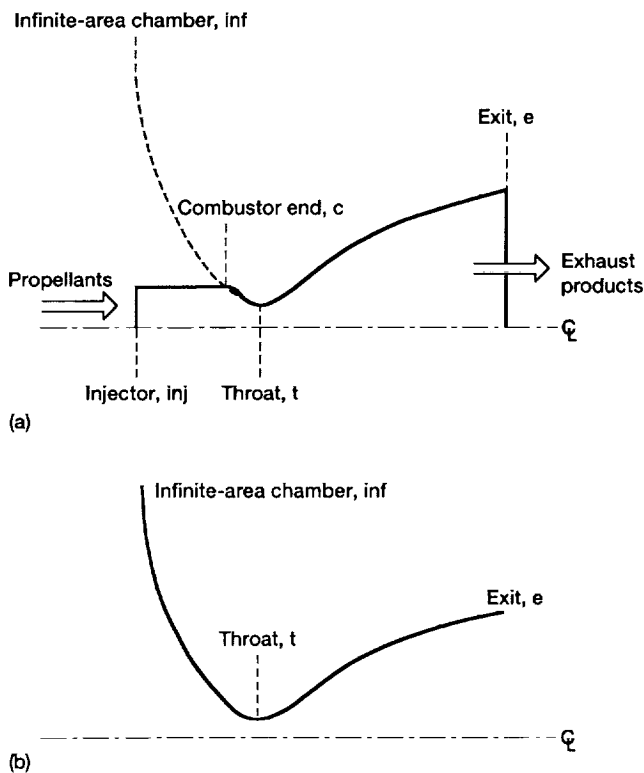 Infinite-area chamber, inf
Exit, e
Combustor end, c
Propellants
Exhaust
products
℄
Injector, inj
Throat, t
(a)
Infinite-area chamber, inf
Exit, e
Throat, t
℄
(b)